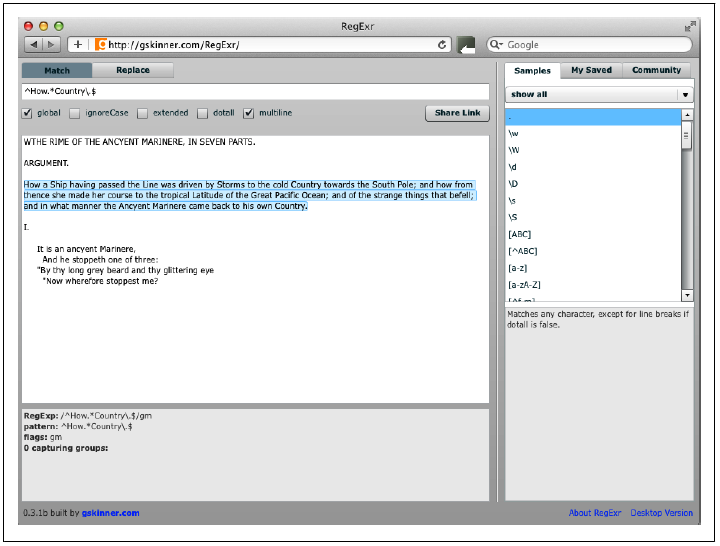 RegExr
http://gskinner.com/RegExr/
Google
Match Replace
^How.*Country\.$
global ignoreCase extended dotall multiline Share Link
WTHE RIME OF THE ANCYENT MARINERE, IN SEVEN PARTS.
ARGUMENT.
How a Ship having passed the Line was driven by Storms to the cold Country towards the South Pole; and how from
thence she made her course to the tropical Latitude of the Great Pacific Ocean; and of the strange things that befell;
and in what manner the Ancyent Marinere came back to his own Country.
I.
It is an ancyent Marinere,
And he stoppeth one of three:
"By thy long grey beard and thy glittering eye
"Now wherefore stoppest me?
RegExp: /^How.*Country\.$/gm
pattern: ^How.*Country\.$
flags: gm
0 capturing groups:
Samples My Saved Community
show all
.
\w
\W
\d
\D
\s
\S
[ABC]
[^ABC]
[a-z]
[a-zA-Z]
Matches any character, except for line breaks if
dotall is false.
0.3.1b built by gskinner.com
About RegExr Desktop Version